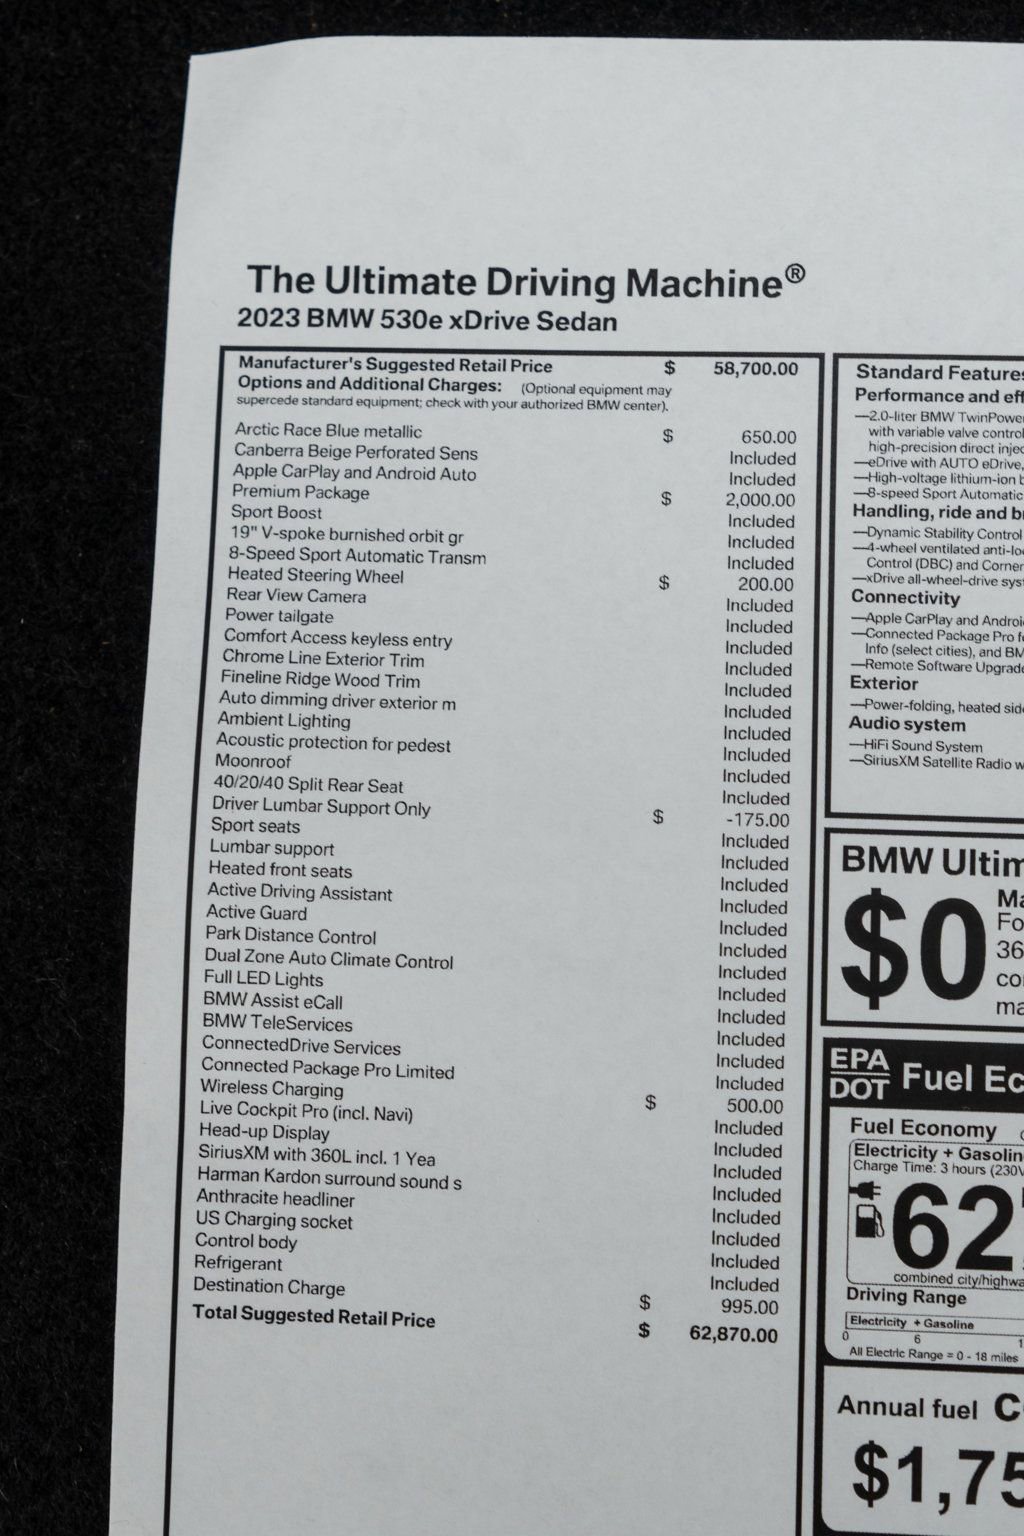 The Ultimate Driving Machine®
2023 BMW 530e xDrive Sedan
Manufacturer's Suggested Retail Price $ 58,700.00
Options and Additional Charges: (Optional equipment may
supercede standard equipment; check with your authorized BMW center).
Arctic Race Blue metallic $ 650.00
Canberra Beige Perforated Sens Included
Apple CarPlay and Android Auto Included
Premium Package $ 2,000.00
Sport Boost Included
19" V-spoke burnished orbit gr Included
8-Speed Sport Automatic Transm Included
Heated Steering Wheel $ 200.00
Rear View Camera Included
Power tailgate Included
Comfort Access keyless entry Included
Chrome Line Exterior Trim Included
Fineline Ridge Wood Trim Included
Auto dimming driver exterior m Included
Ambient Lighting Included
Acoustic protection for pedest Included
Moonroof Included
40/20/40 Split Rear Seat Included
Driver Lumbar Support Only $ -175.00
Sport seats Included
Lumbar support Included
Heated front seats Included
Active Driving Assistant Included
Active Guard Included
Park Distance Control Included
Dual Zone Auto Climate Control Included
Full LED Lights Included
BMW Assist eCall Included
BMW TeleServices Included
ConnectedDrive Services Included
Connected Package Pro Limited Included
Wireless Charging Included
Live Cockpit Pro (incl. Navi) $ 500.00
Head-up Display Included
SiriusXM with 360L incl. 1 Yea Included
Harman Kardon surround sound s Included
Anthracite headliner Included
US Charging socket Included
Control body Included
Refrigerant Included
Destination Charge Included
$ 995.00
Total Suggested Retail Price $ 62,870.00
Standard Features
Performance and eff
—2.0-liter BMW TwinPower
with variable valve control
high-precision direct injec
—eDrive with AUTO eDrive,
—High-voltage lithium-ion b
—8-speed Sport Automatic
Handling, ride and br
—Dynamic Stability Control
—4-wheel ventilated anti-lo
Control (DBC) and Corner
—xDrive all-wheel-drive syst
Connectivity
—Apple CarPlay and Androi
—Connected Package Pro f
Info (select cities), and BM
—Remote Software Upgrade
Exterior
—Power-folding, heated side
Audio system
—HiFi Sound System
—SiriusXM Satellite Radio w
BMW Ultim
$0
Ma
Fo
36
co
ma
EPA
DOT Fuel Ec
Fuel Economy
Electricity + Gasolin
Charge Time: 3 hours (230V
62
combined city/highwa
Driving Range
Electricity + Gasoline
0 6 1
All Electric Range = 0 - 18 miles
Annual fuel c
$1,75